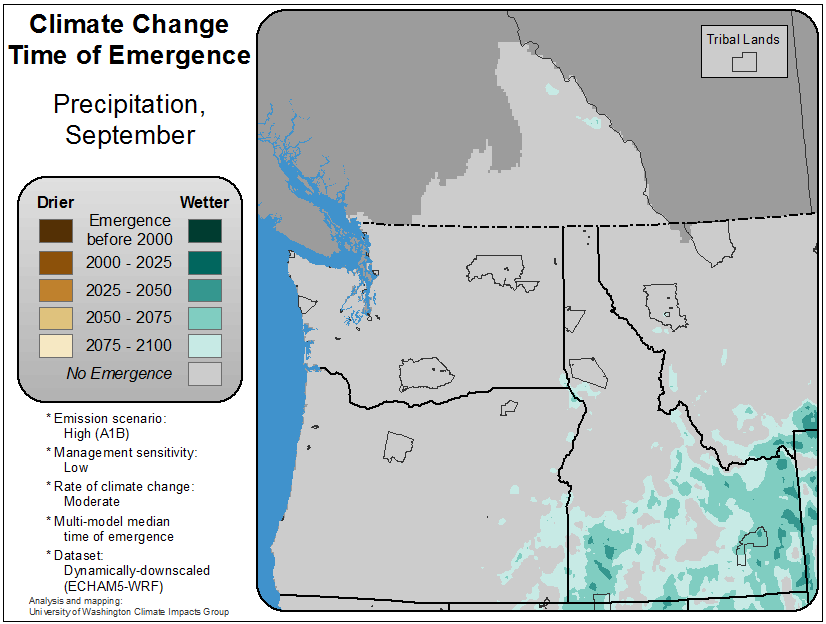 Climate Change
Time of Emergence
Precipitation,
September
Drier
Wetter
Emergence
before 2000
2000 - 2025
2025 - 2050
2050 - 2075
2075 - 2100
No Emergence
* Emission scenario:
High (A1B)
* Management sensitivity:
Low
* Rate of climate change:
Moderate
* Multi-model median
time of emergence
* Dataset:
Dynamically-downscaled
(ECHAM5-WRF)
Analysis and mapping:
University of Washington Climate Impacts Group
Tribal Lands